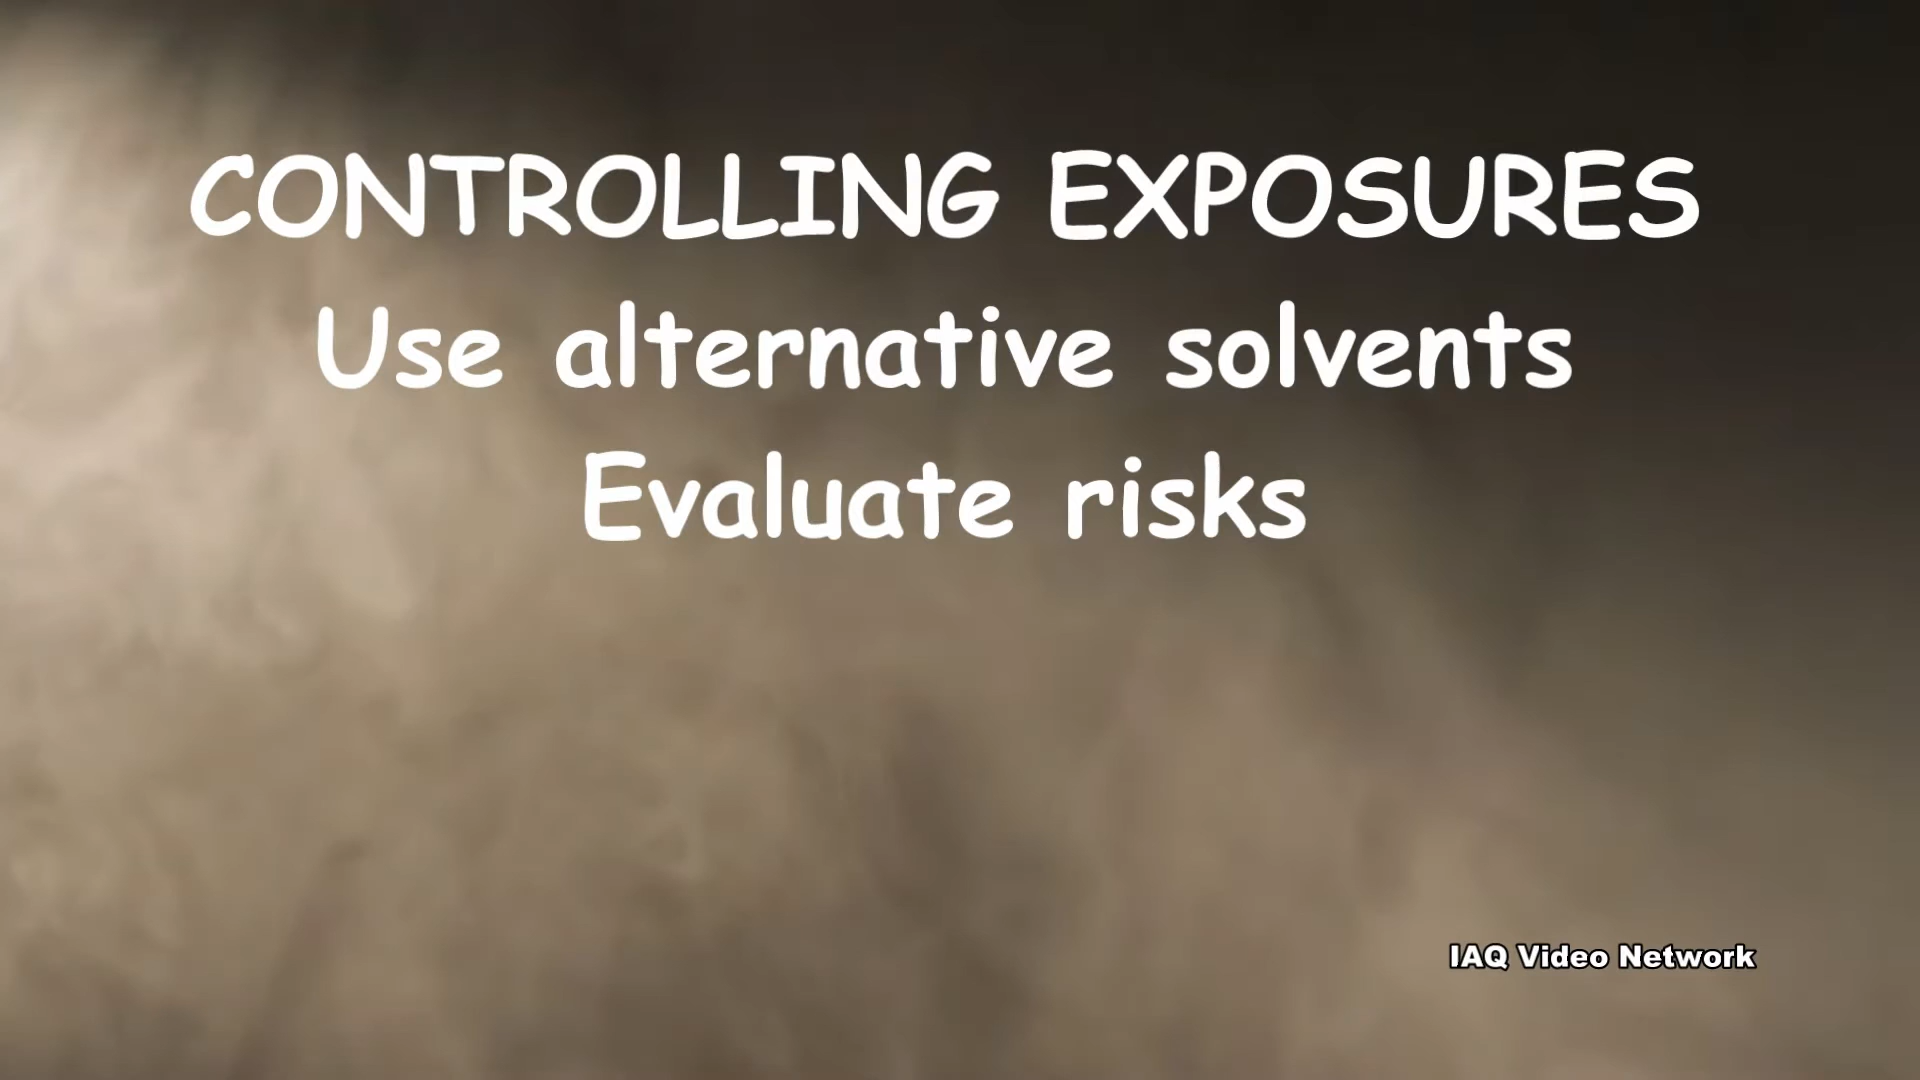 CONTROLLING EXPOSURES
Use alternative solvents
Evaluate risks
IAQ Video Network